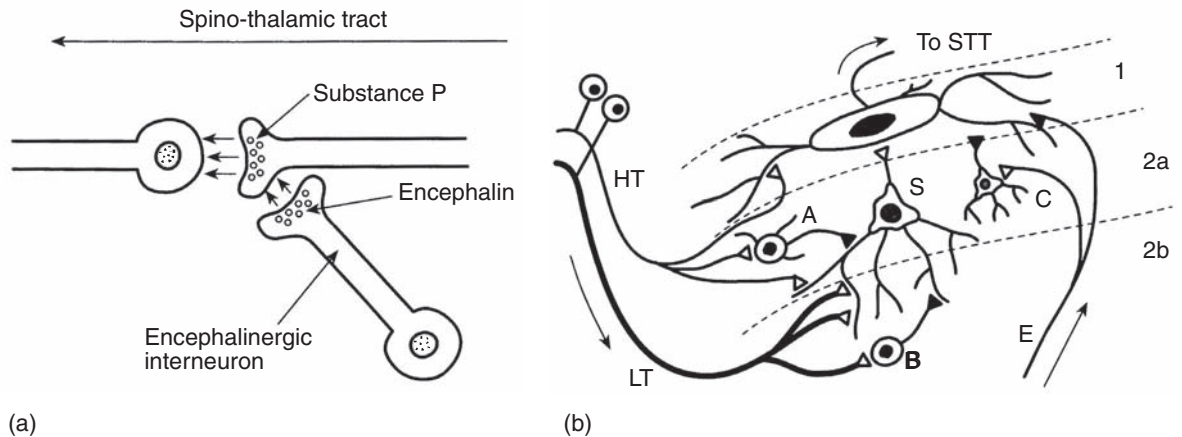 Spino-thalamic tract
Substance P
Encephalin
Encephalinergic
interneuron
(a)
To STT
1
2a
2b
HT
A
S
C
B
E
LT
(b)